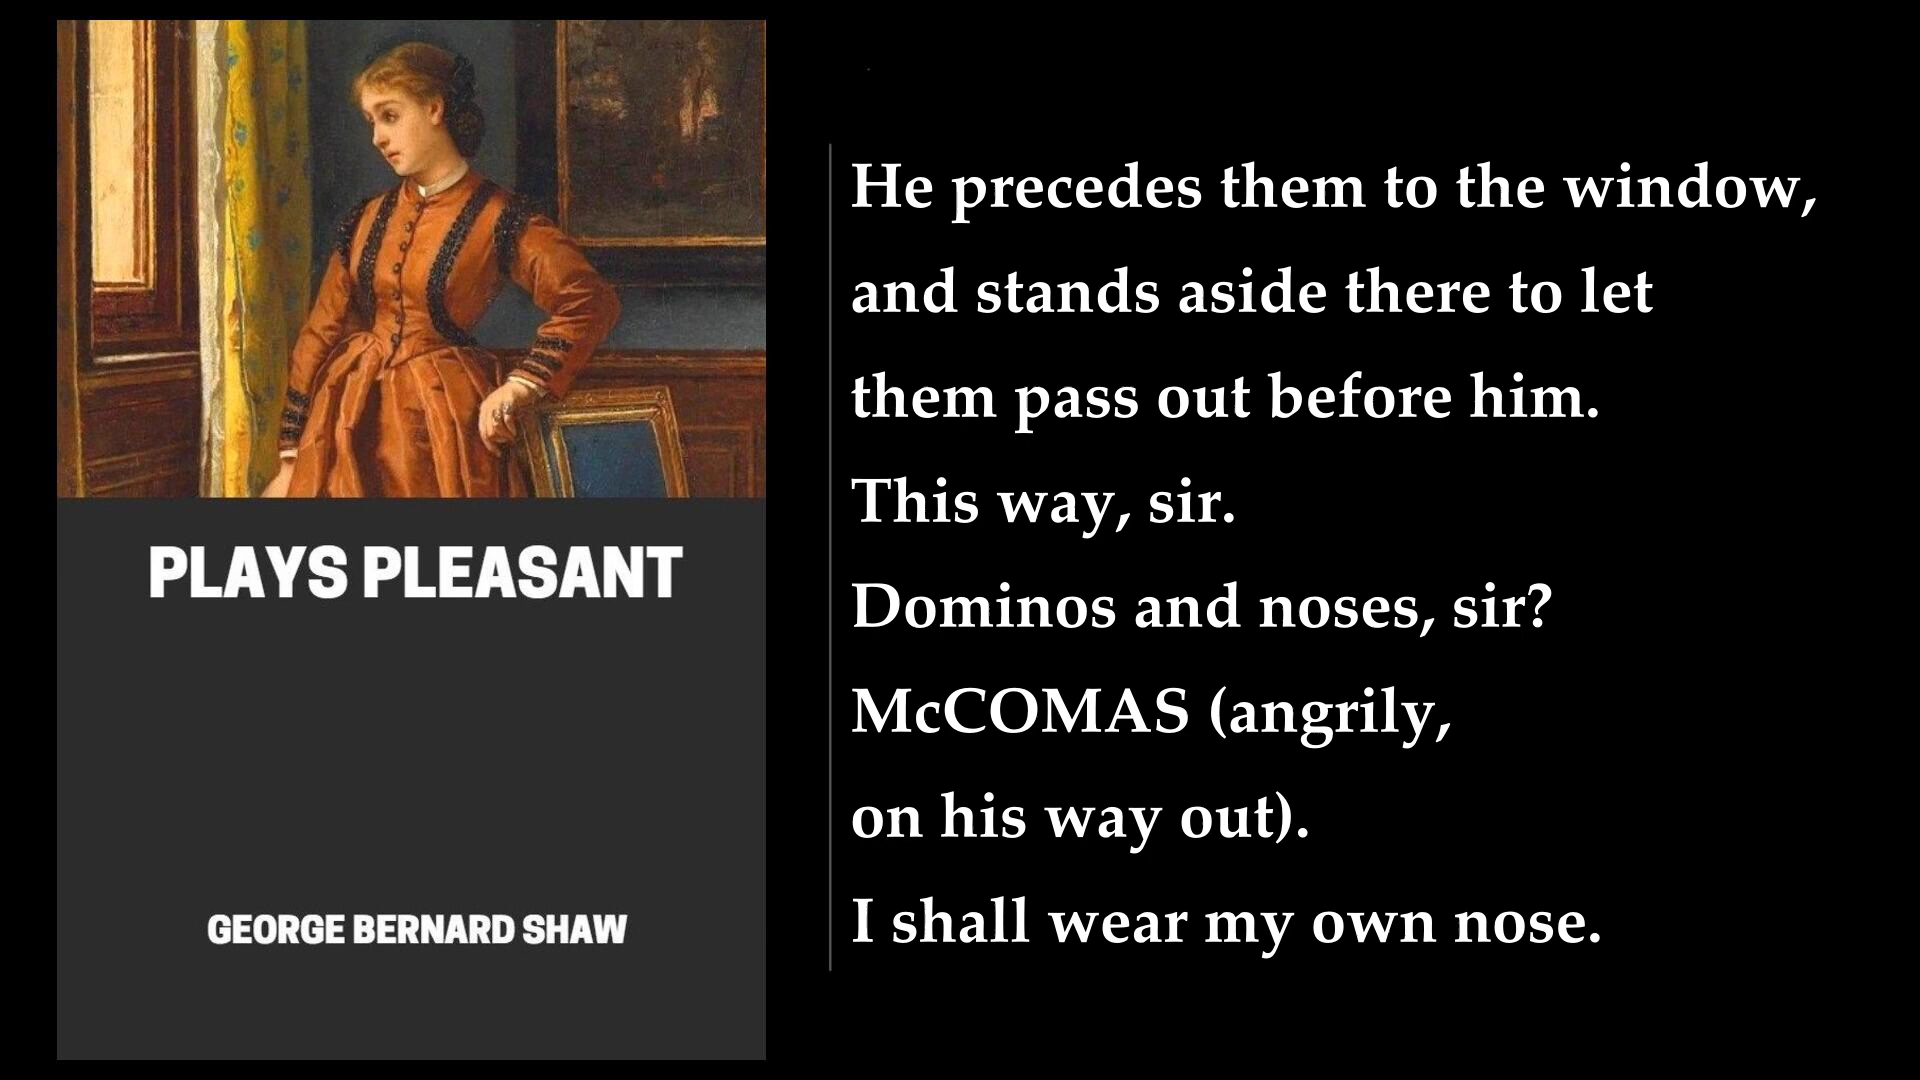 PLAYS PLEASANT
GEORGE BERNARD SHAW
He precedes them to the window,
and stands aside there to let
them pass out before him.
This way, sir.
Dominos and noses, sir?
McCOMAS (angrily,
on his way out).
I shall wear my own nose.